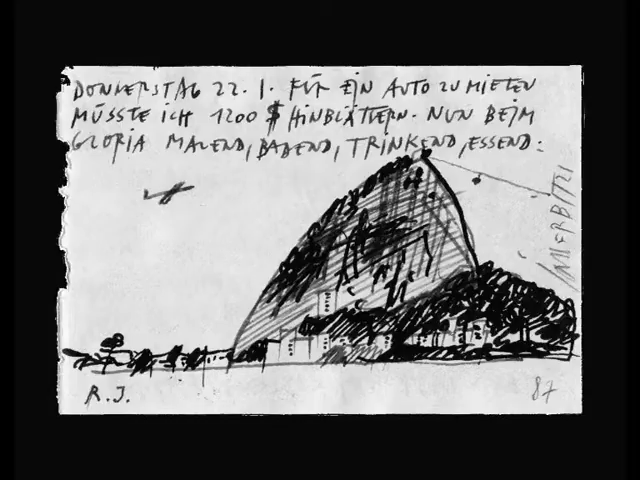 DONNERSTAG 22. 1. FÜR EIN AUTO ZU MIETEN
MÜSSTE ICH 1200 $ HINBLÄTTERN. NUN BEIM
GLORIA MALEND, BADEND, TRINKEND, ESSEND:
R. J.
87